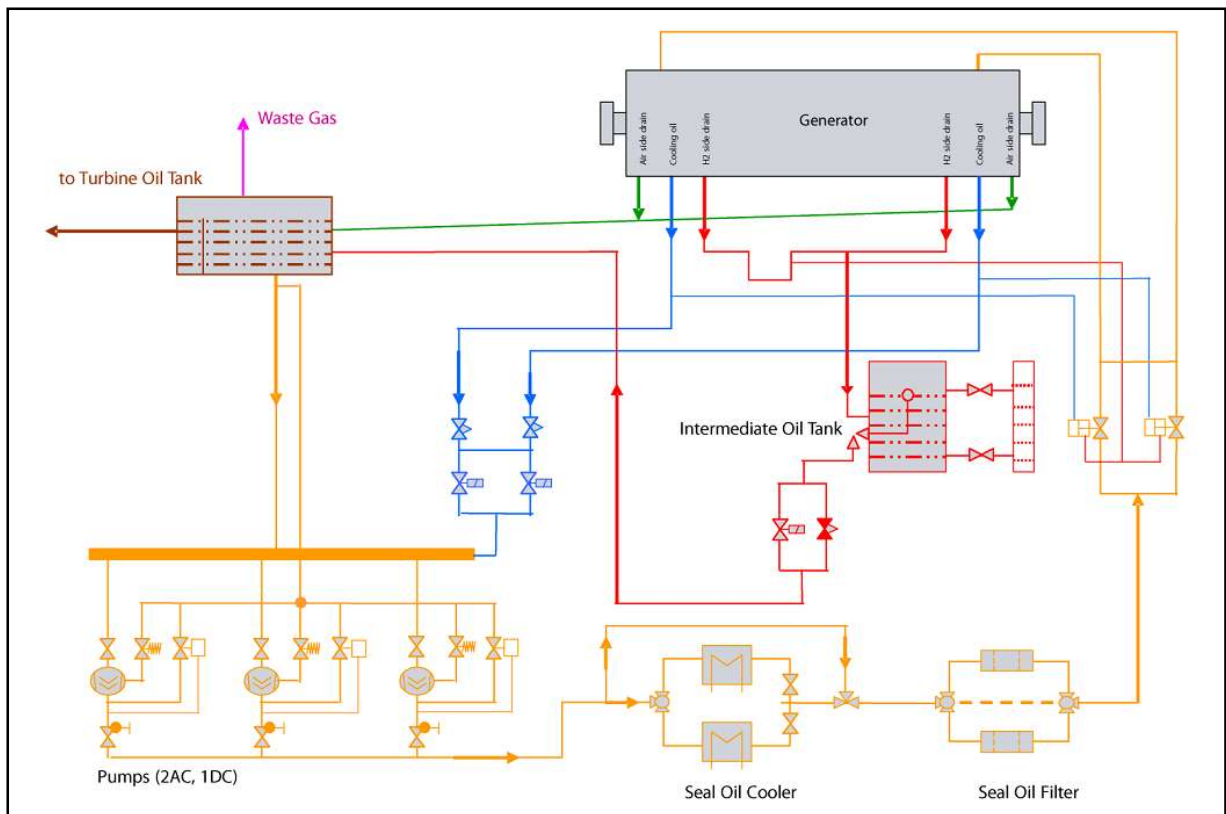 Waste Gas
to Turbine Oil Tank
Generator
Air side drain
Cooling oil
H2 side drain
H2 side drain
Cooling oil
Air side drain
Intermediate Oil Tank
Pumps (2AC, 1DC)
Seal Oil Cooler
Seal Oil Filter